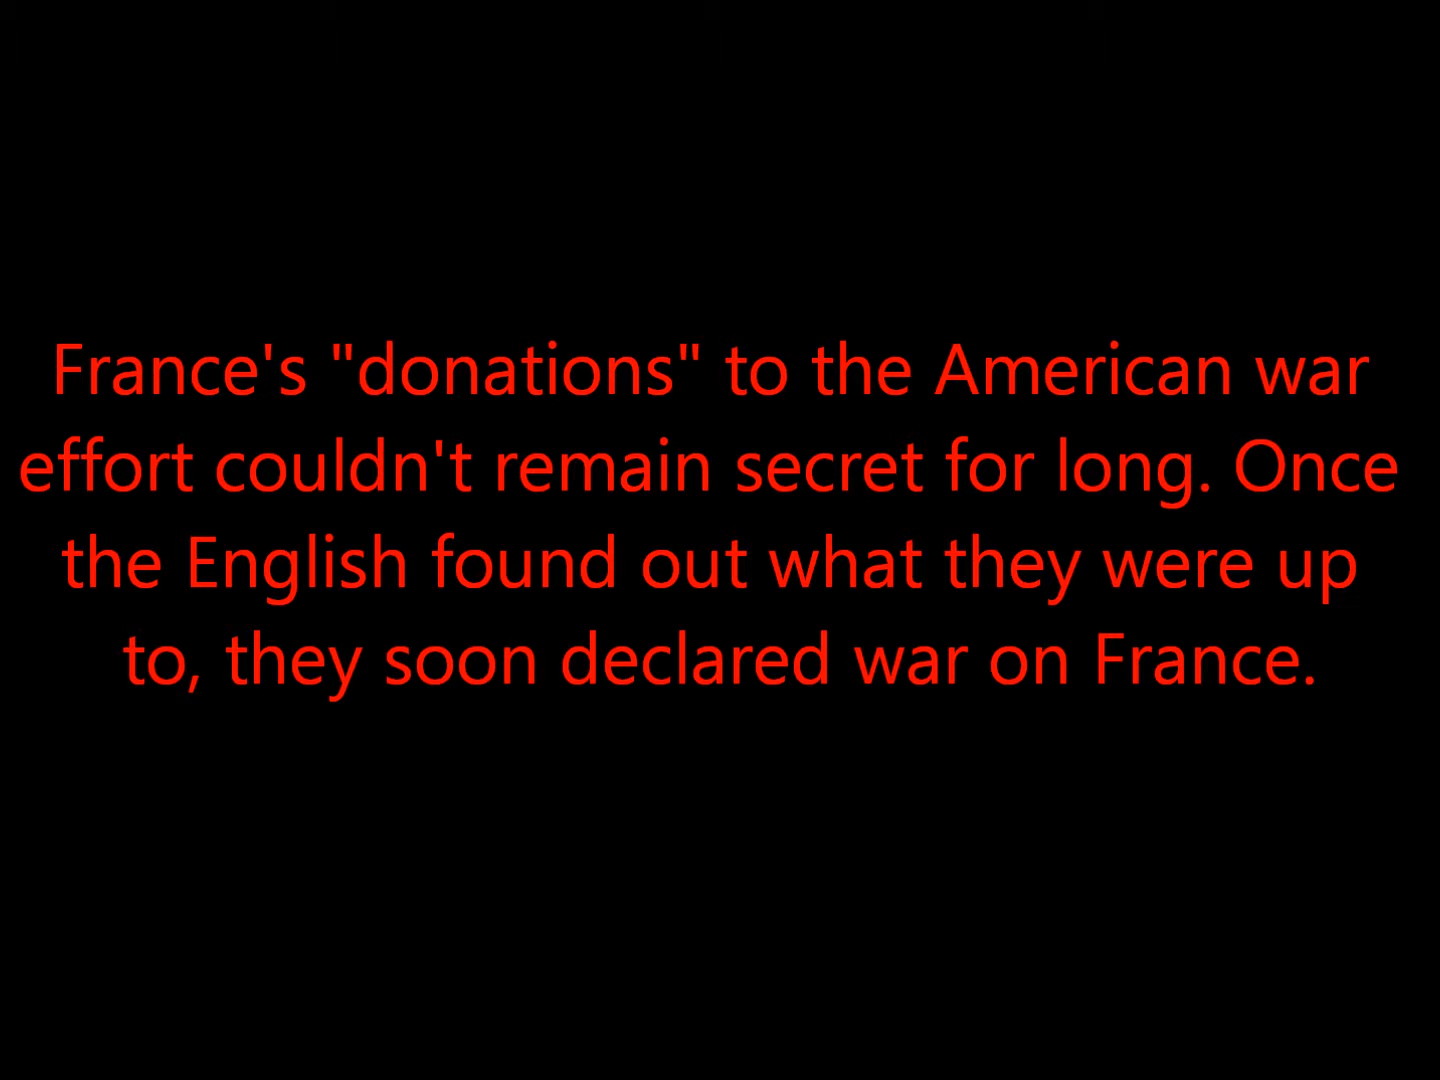 France's "donations" to the American war
effort couldn't remain secret for long. Once
the English found out what they were up
to, they soon declared war on France.